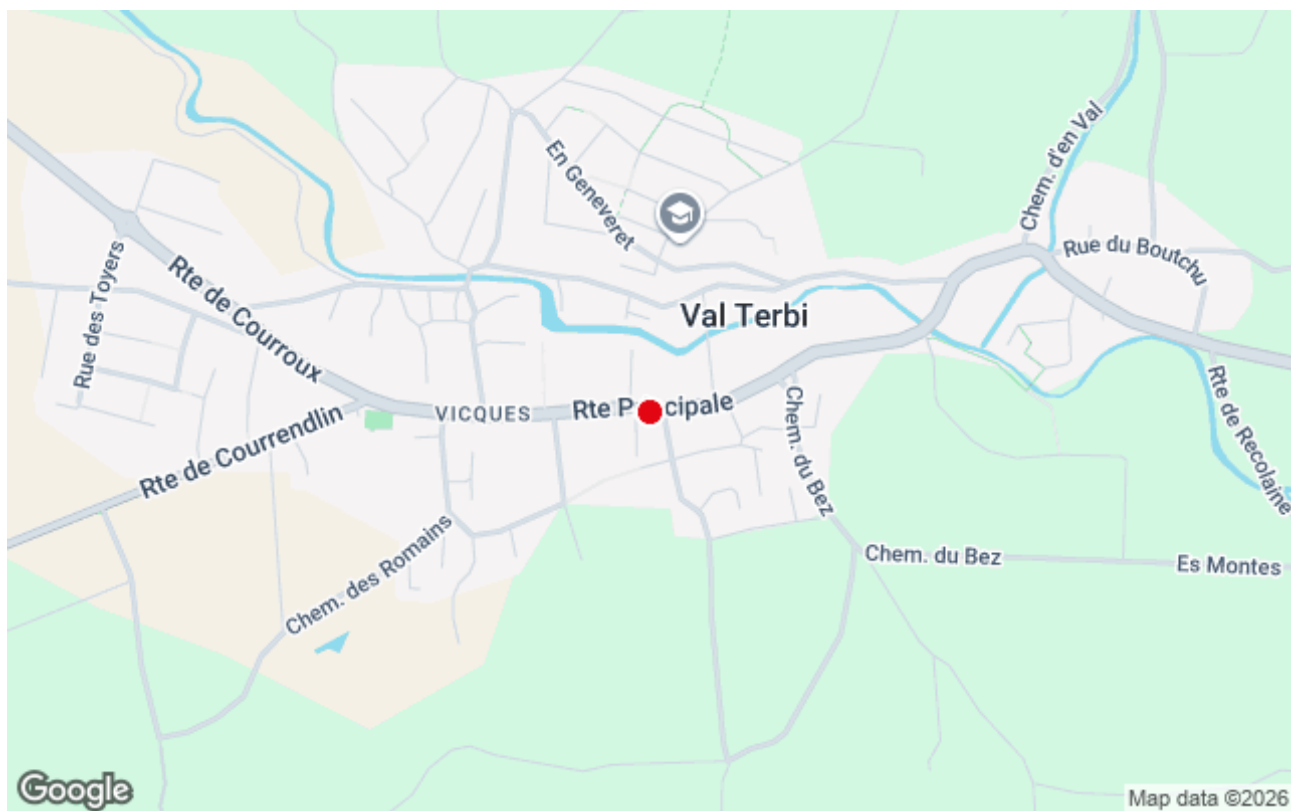 Chem. d'en Val
En Geneveret
Rue du Boutchu
Rue des Toyers
Rte de Courroux
Val Terbi
VICQUES
Rte P cipale
Rte de Courrendlin
Chem. du Bez
Rte de Recolaine
Chem. des Romains
Chem. du Bez
Es Montes
Google
Map data ©2026